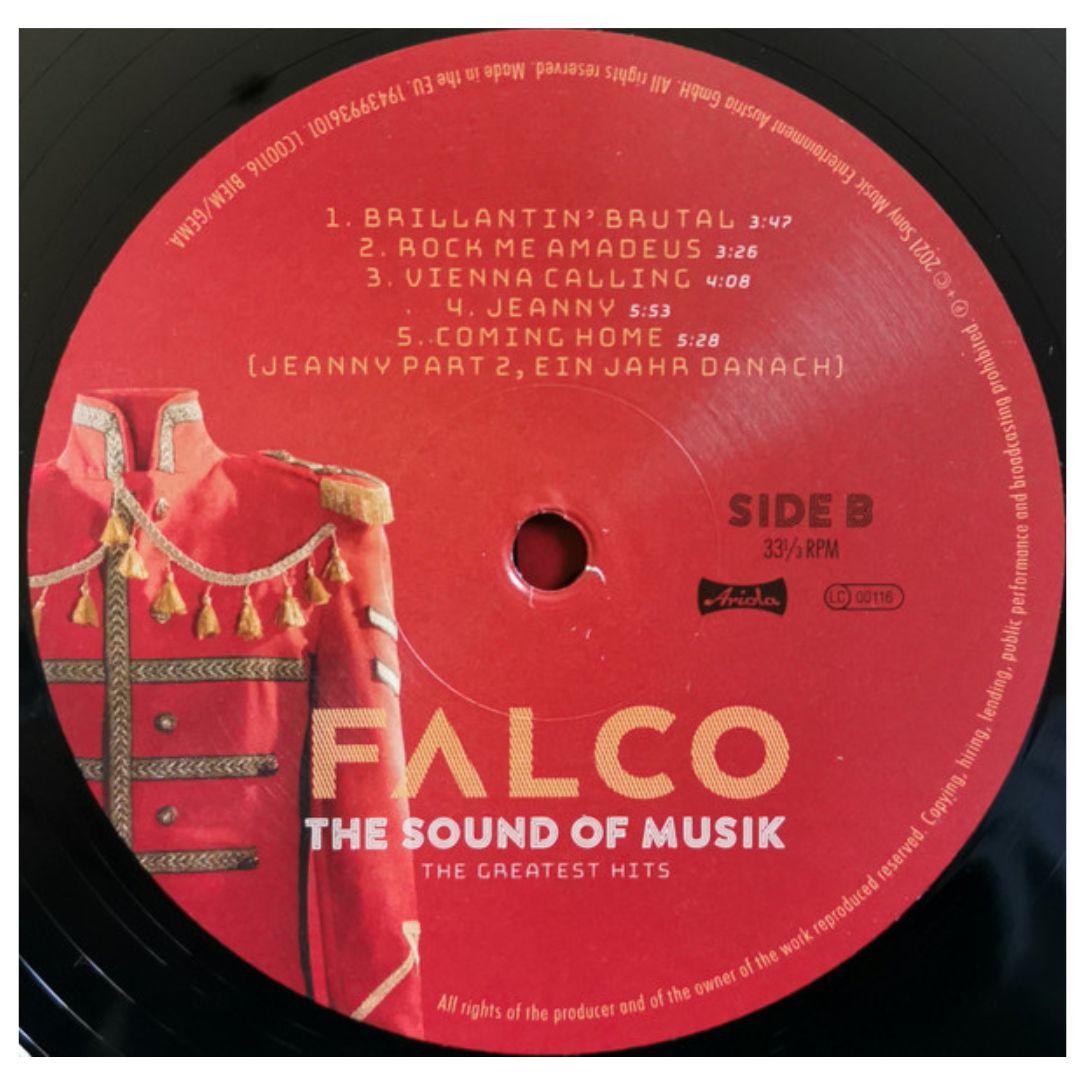 1. BRILLANTIN' BRUTAL 3:47
2. ROCK ME AMADEUS 3:26
3. VIENNA CALLING 4:08
4. JEANNY 5:53
5. COMING HOME 5:28
(JEANNY PART 2, EIN JAHR DANACH)
SIDE B
33⅓ RPM
Ariola
LC 00116
FALCO
THE SOUND OF MUSIK
THE GREATEST HITS
All rights of the producer and of the owner of the work reproduced reserved. Copying, hiring, lending, public performance and broadcasting prohibited. ℗ + © 2021 Sony Music Entertainment Austria GmbH. All rights reserved. Made in the EU. 19439936101 LC00116. BIEM/GEMA.